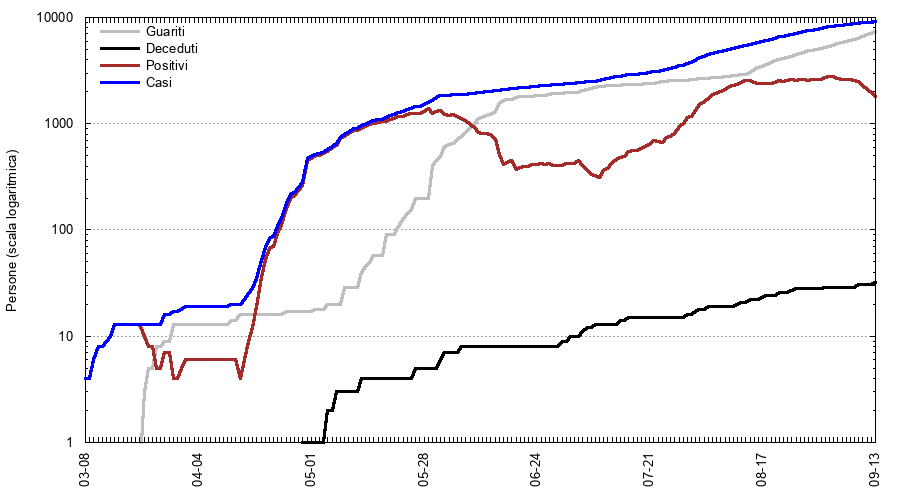 10000
1000
100
10
1
Persone (scala logaritmica)
Guariti
Deceduti
Positivi
Casi
03-08
04-04
05-01
05-28
06-24
07-21
08-17
09-13